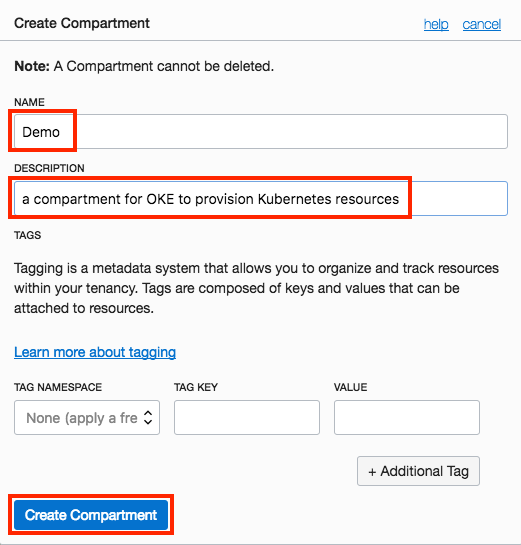 Create Compartment
help cancel
Note: A Compartment cannot be deleted.
NAME
Demo
DESCRIPTION
a compartment for OKE to provision Kubernetes resources
TAGS
Tagging is a metadata system that allows you to organize and track resources
within your tenancy. Tags are composed of keys and values that can be
attached to resources.
Learn more about tagging
TAG NAMESPACE TAG KEY VALUE
None (apply a fre
+ Additional Tag
Create Compartment